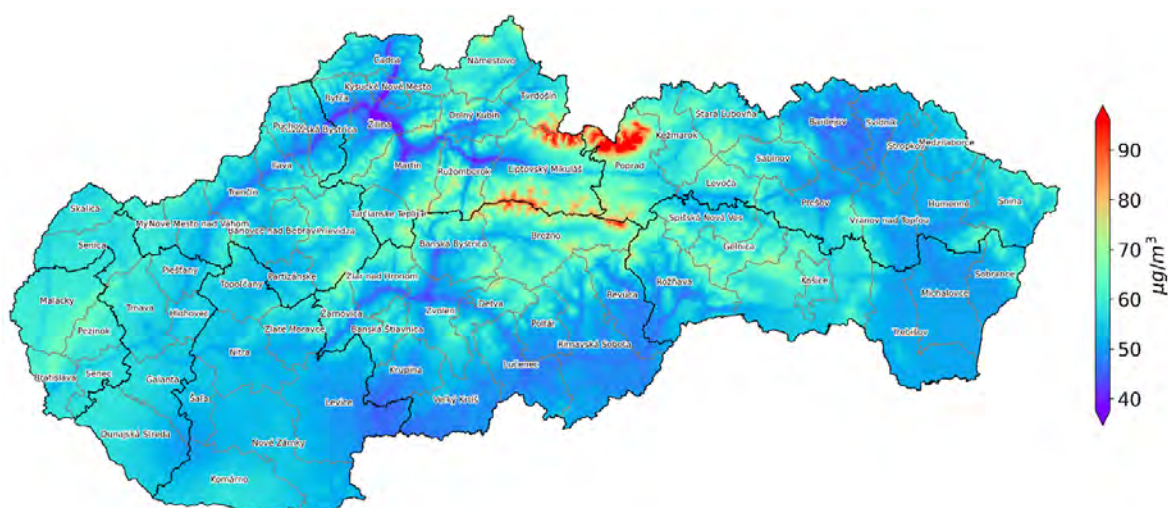 Čadca
Námestovo
Kysucké Nové Mesto
Bytča
Tvrdošín
Dolný Kubín
Stará Ľubovňa
Púchov
Považská Bystrica
Žilina
Kežmarok
Bardejov
Svidník
Stropkov
Medzilaborce
Ilava
Martin
Ružomberok
Liptovský Mikuláš
Poprad
Sabinov
Levoča
Trenčín
Prešov
Humenné
Snina
Skalica
Myjava
Nové Mesto nad Váhom
Bánovce nad Bebravou
Prievidza
Turčianske Teplice
Spišská Nová Ves
Vranov nad Topľou
Senica
Banská Bystrica
Brezno
Gelnica
Piešťany
Topoľčany
Partizánske
Žiar nad Hronom
Rožňava
Košice
Sobrance
Malacky
Trnava
Hlohovec
Žarnovica
Zvolen
Detva
Revúca
Michalovce
Pezinok
Zlaté Moravce
Banská Štiavnica
Poltár
Trebišov
Nitra
Rimavská Sobota
Bratislava
Senec
Galanta
Krupina
Lučenec
Šaľa
Levice
Veľký Krtíš
Dunajská Streda
Nové Zámky
Komárno
90
80
70
60
50
40
µg/m³